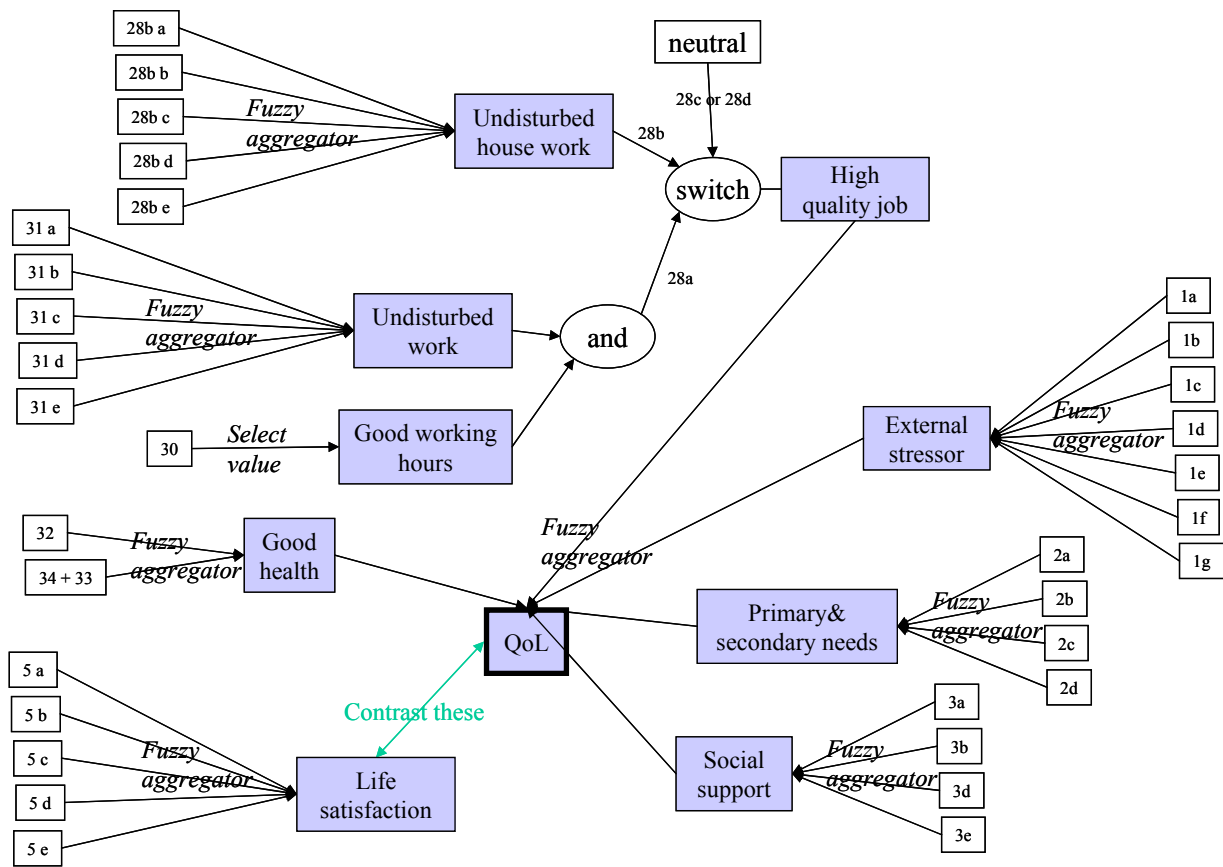 28b a
28b b
28b c
28b d
28b e
Fuzzy
aggregator
Undisturbed
house work
28b
neutral
28c or 28d
switch
High
quality job
31 a
31 b
31 c
31 d
31 e
Fuzzy
aggregator
Undisturbed
work
and
28a
30
Select
value
Good working
hours
32
34 + 33
Fuzzy
aggregator
Good
health
Fuzzy
aggregator
QoL
External
stressor
Fuzzy
aggregator
1a
1b
1c
1d
1e
1f
1g
Primary&
secondary needs
Fuzzy
aggregator
2a
2b
2c
2d
Social
support
Fuzzy
aggregator
3a
3b
3d
3e
Contrast these
5 a
5 b
5 c
5 d
5 e
Fuzzy
aggregator
Life
satisfaction